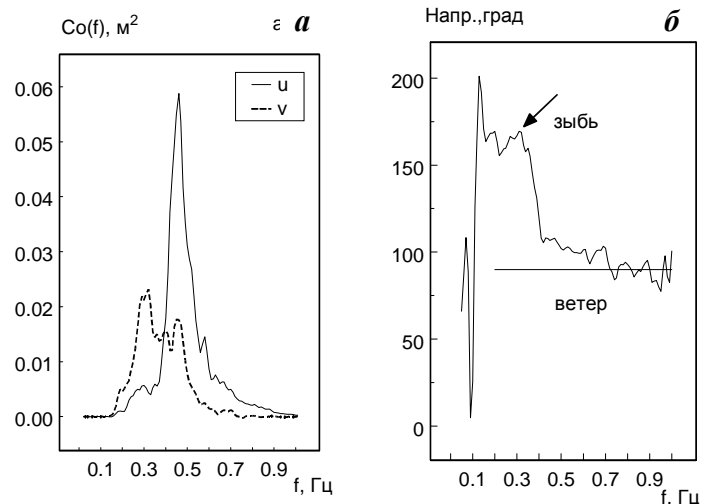 Co(f), м²
а а
0.06
0.05
0.04
0.03
0.02
0.01
0.00
u
v
0.1 0.3 0.5 0.7 0.9
f, Гц
Напр.,град
б
200
150
100
50
0
зыбь
ветер
0.1 0.3 0.5 0.7 0.9
f, Гц